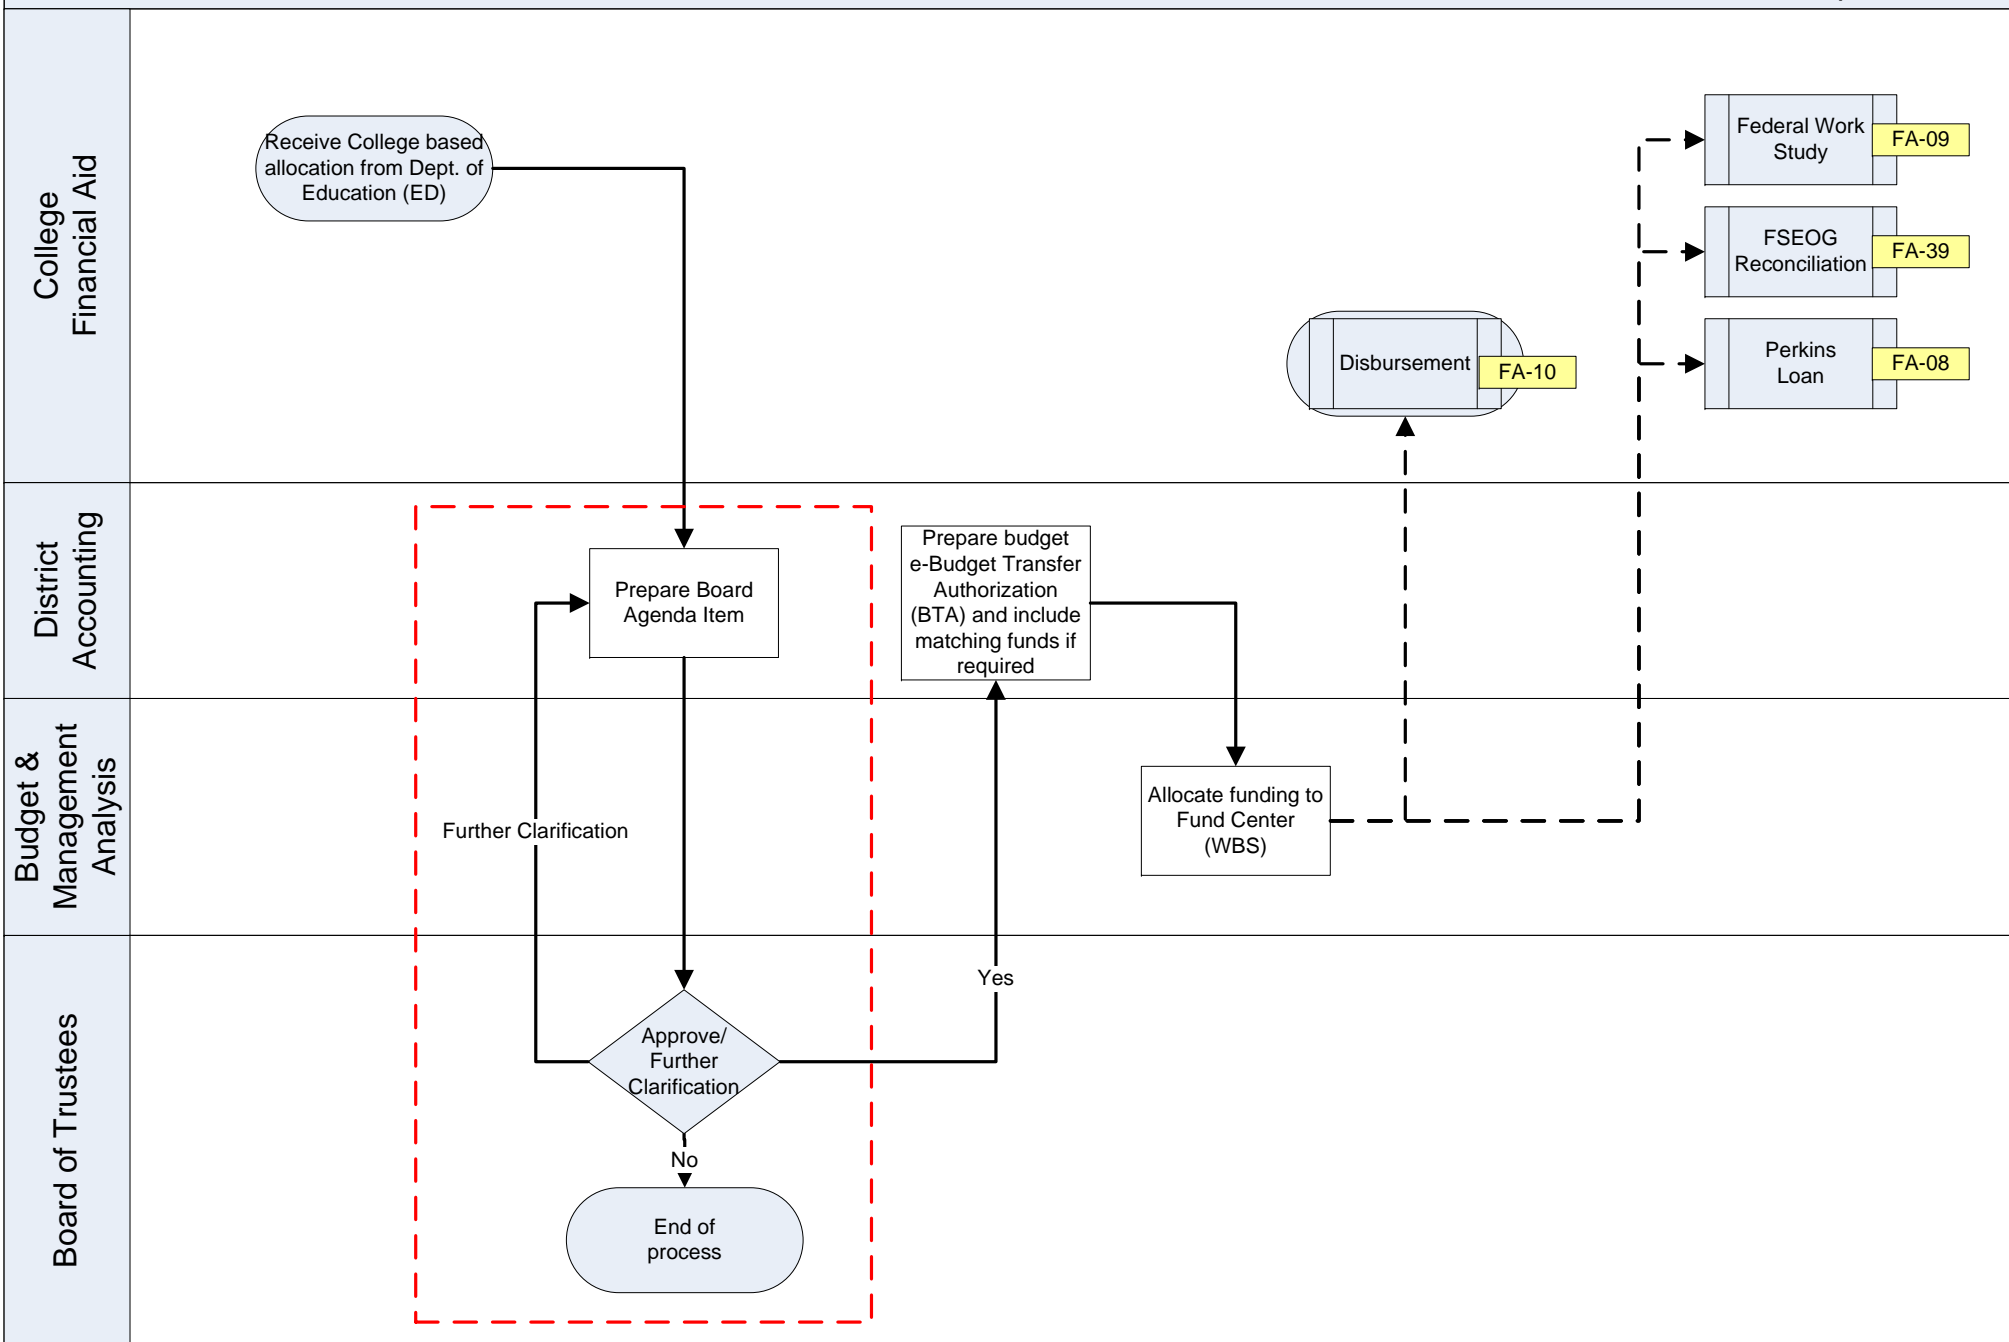 College
Financial Aid
Receive College based
allocation from Dept. of
Education (ED)
Federal Work
Study
FA-09
FSEOG
Reconciliation
FA-39
Perkins
Loan
FA-08
Disbursement
FA-10
District
Accounting
Prepare Board
Agenda Item
Prepare budget
e-Budget Transfer
Authorization
(BTA) and include
matching funds if
required
Budget &
Management
Analysis
Further Clarification
Allocate funding to
Fund Center
(WBS)
Board of Trustees
Yes
Approve/
Further
Clarification
No
End of
process